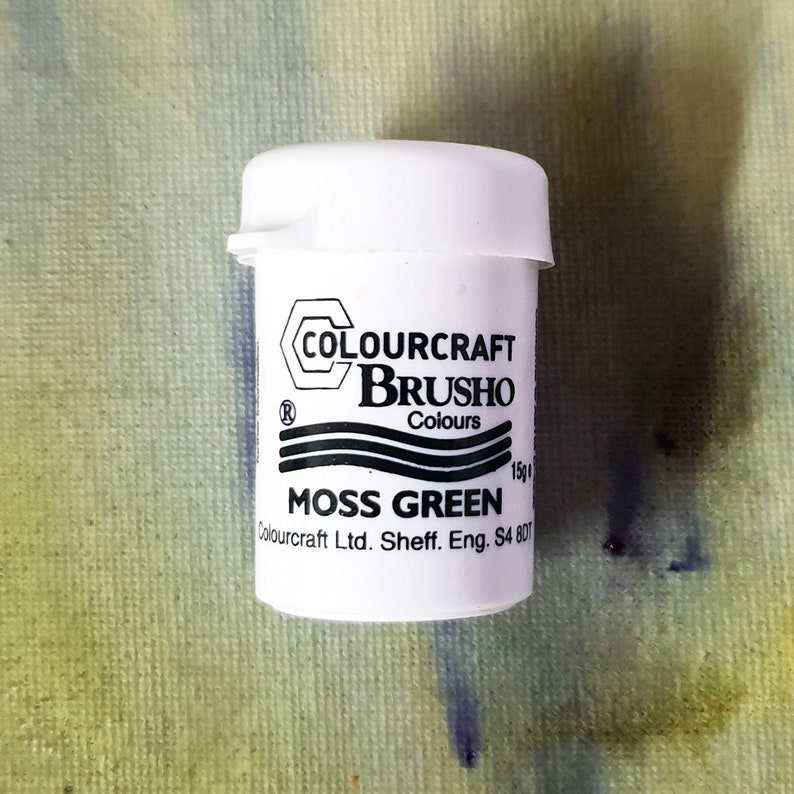 COLOURCRAFT
BRUSHO
®
Colours
15g e
MOSS GREEN
Colourcraft Ltd. Sheff. Eng. S4 8DT